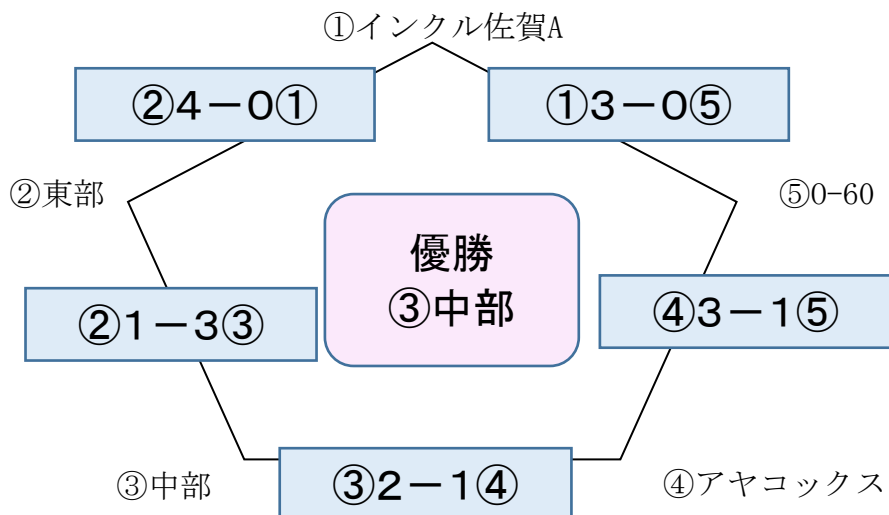 ①インクル佐賀A
②4－0①
①3－0⑤
②東部
⑤0-60
優勝
③中部
②1－3③
④3－1⑤
③中部
③2－1④
④アヤコックス